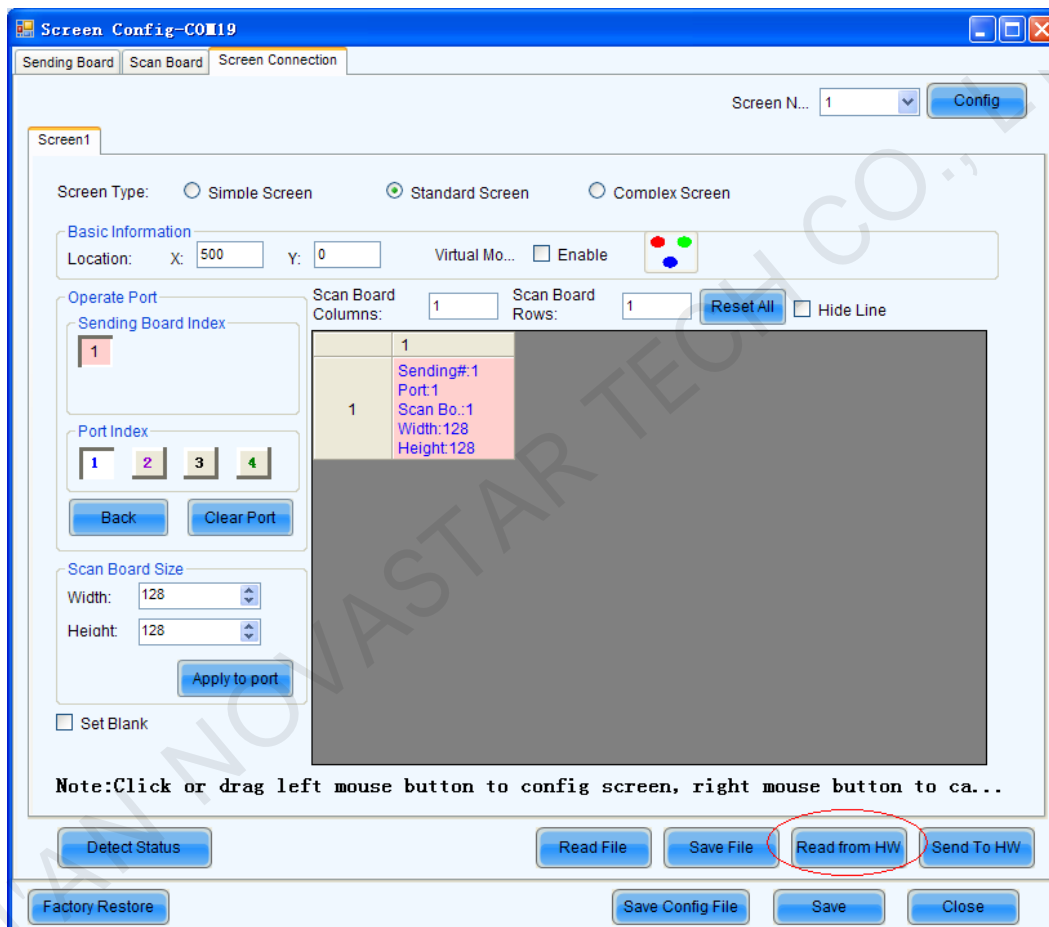 Screen Config-COM19
Sending Board Scan Board Screen Connection
Screen N... 1 Config
Screen1
Screen Type: Simple Screen Standard Screen Complex Screen
Basic Information
Location: X: 500 Y: 0 Virtual Mo... Enable
Operate Port
Scan Board Columns: 1 Scan Board Rows: 1 Reset All Hide Line
Sending Board Index
1
1
1
Sending#:1
Port:1
Scan Bo.:1
Width:128
Height:128
Port Index
1 2 3 4
Back Clear Port
Scan Board Size
Width: 128
Height: 128
Apply to port
Set Blank
Note:Click or drag left mouse button to config screen, right mouse button to ca...
Detect Status Read File Save File Read from HW Send To HW
Factory Restore Save Config File Save Close
AN NOVASTAR TECH CO., L